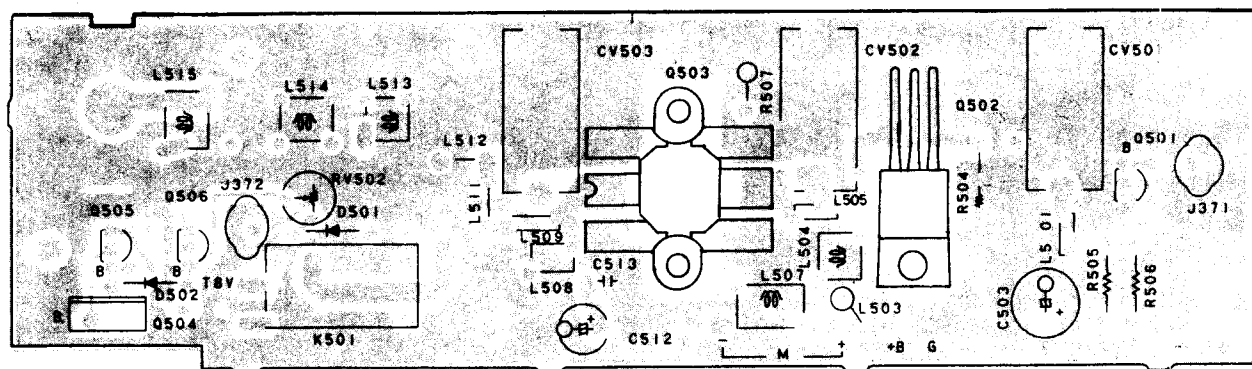 CV503
CV502
CV501
L515
L514
L513
Q503
R507
Q502
L512
B
Q501
J372
RV502
Q506
Q505
D501
L511
L505
R504
J371
L509
L504
L5 01
B
B
T8V
L508
C513
L507
R505
R506
D502
L503
C503
P
Q504
K501
C512
-
M
+
+B
G